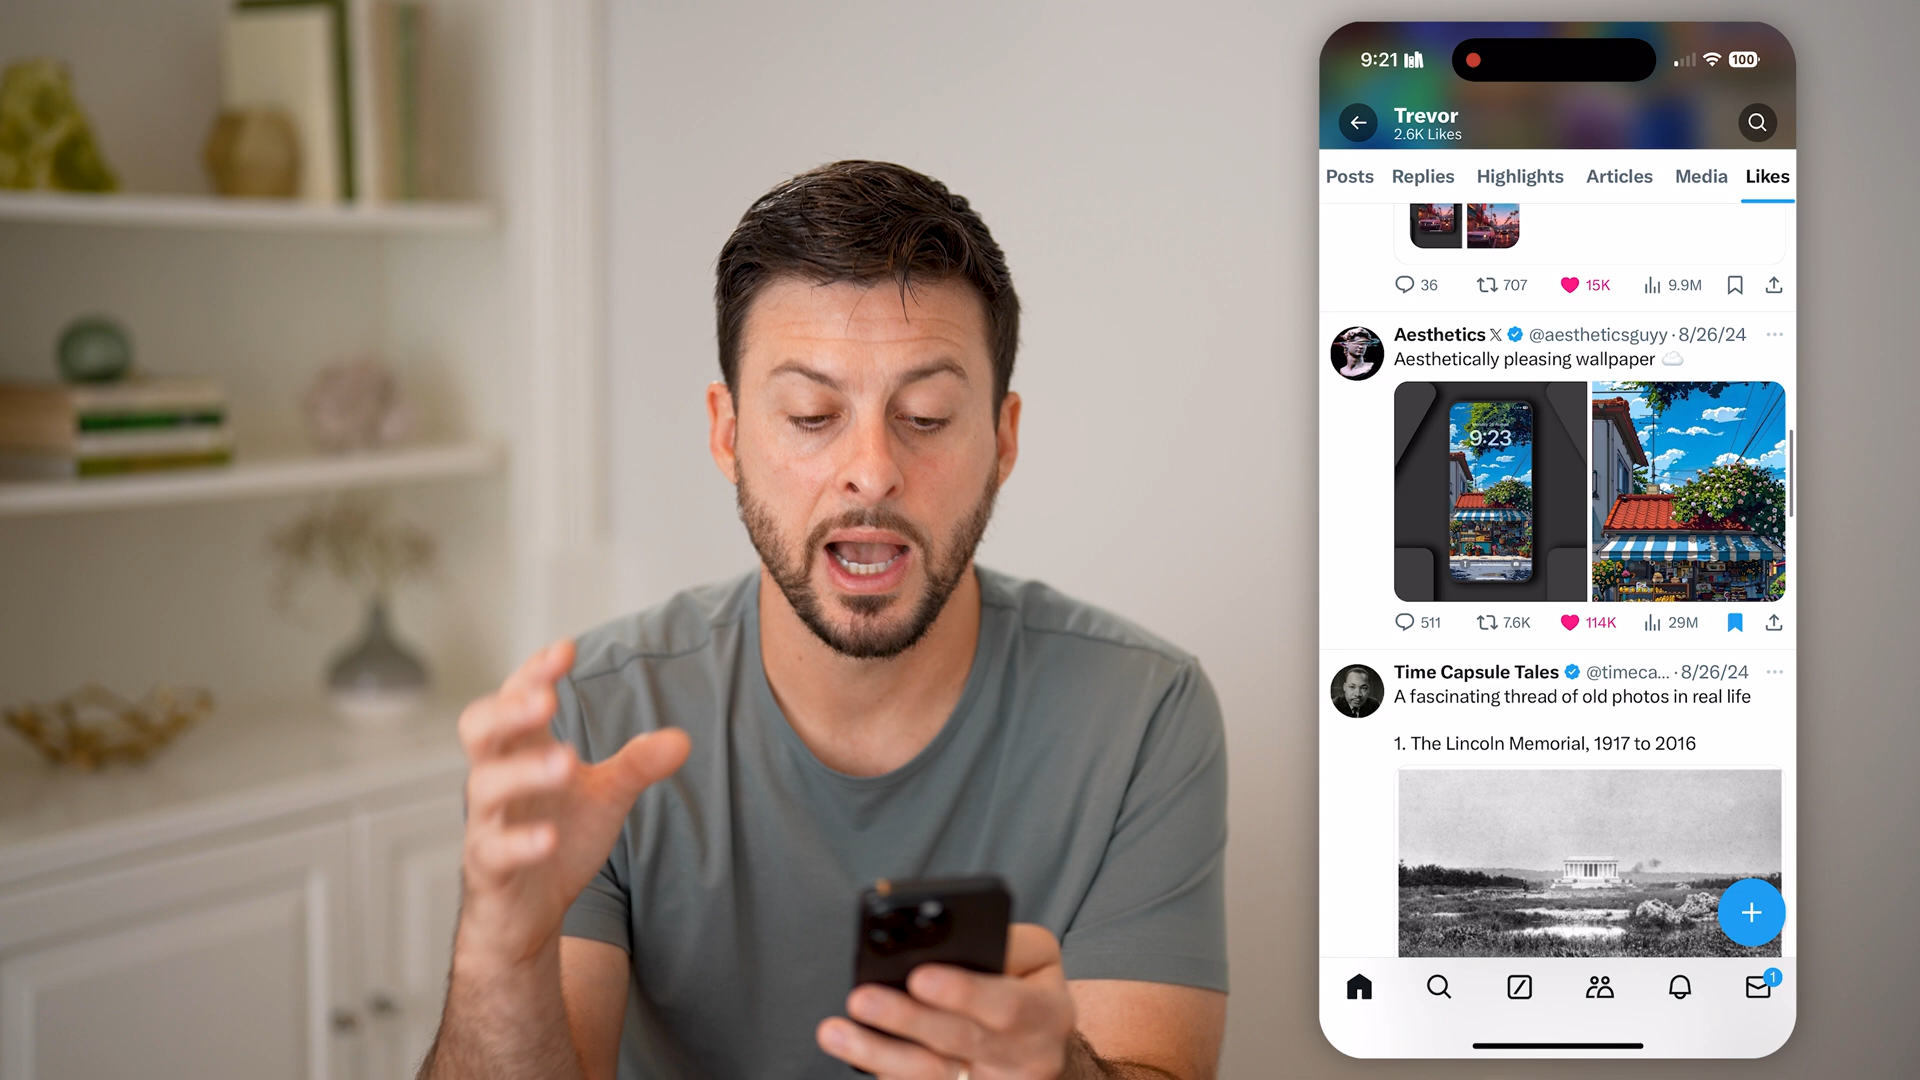 9:21
100
Trevor
2.6K Likes
Posts Replies Highlights Articles Media Likes
36 707 15K 9.9M
Aesthetics X @aestheticsguyy · 8/26/24
Aesthetically pleasing wallpaper
9:23
511 7.6K 114K 29M
Time Capsule Tales @timeca... · 8/26/24
A fascinating thread of old photos in real life
1. The Lincoln Memorial, 1917 to 2016
1